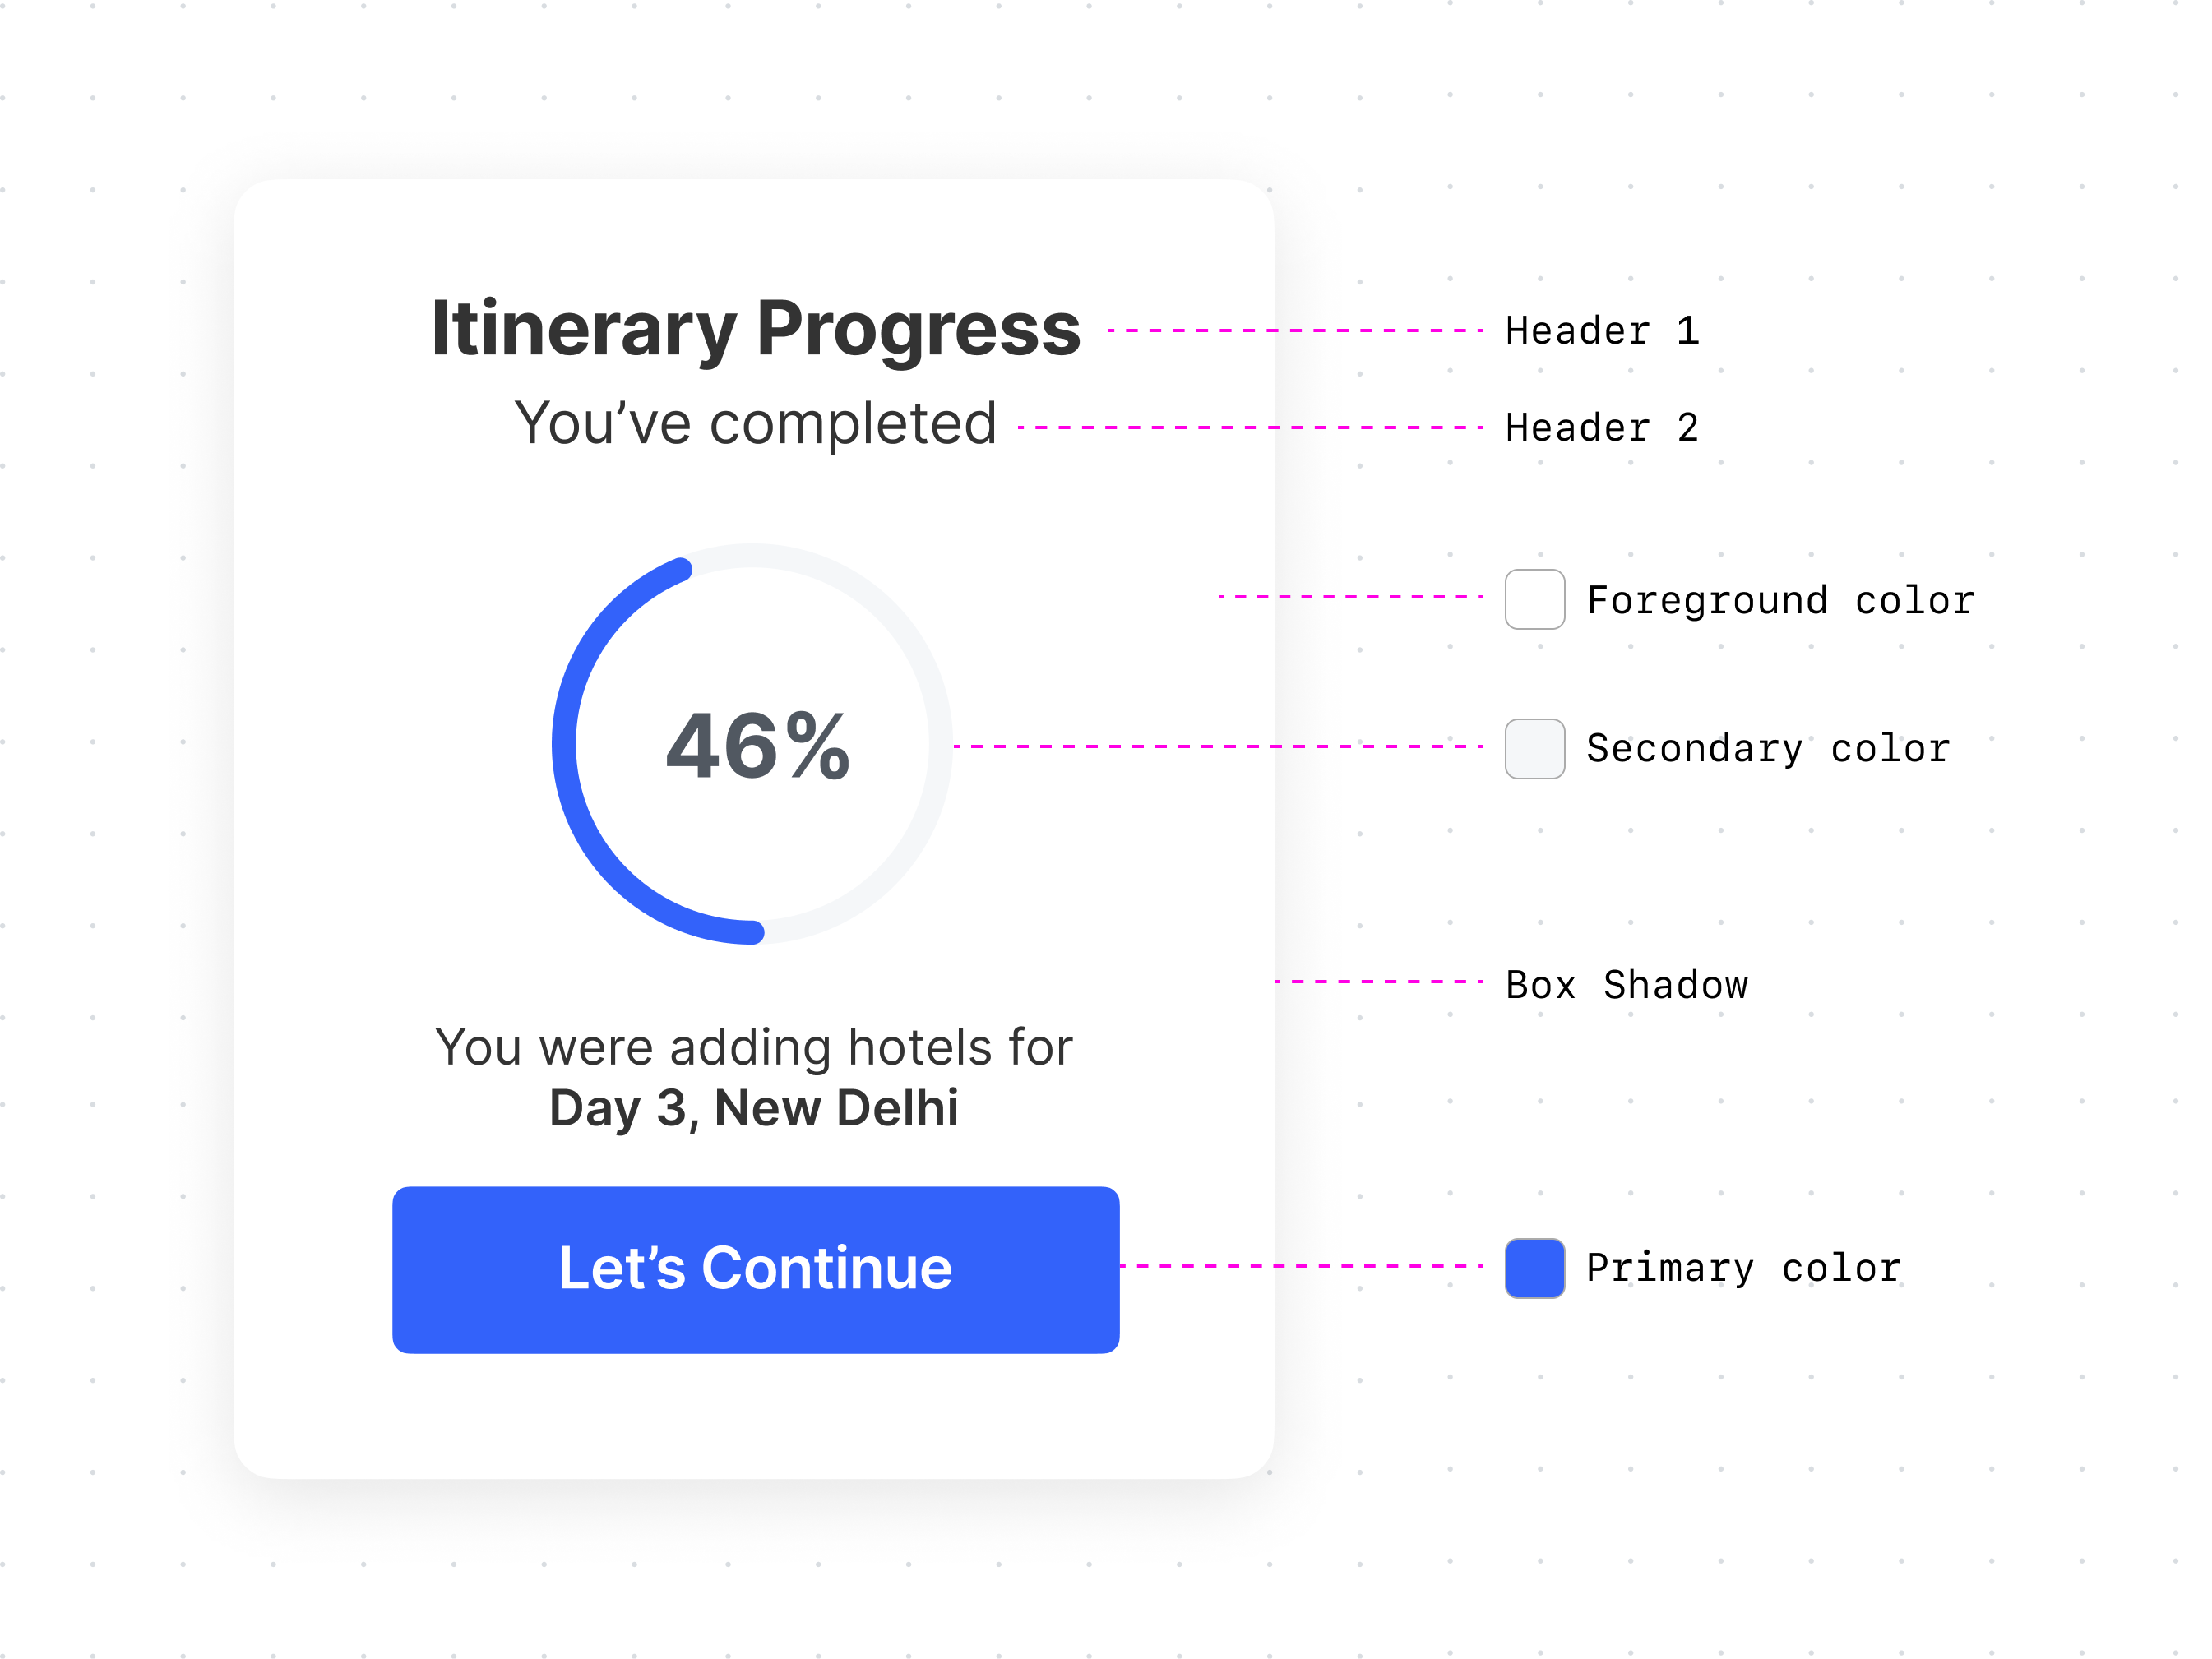 Itinerary Progress
You’ve completed
46%
You were adding hotels for
Day 3, New Delhi
Let’s Continue
Header 1
Header 2
Foreground color
Secondary color
Box Shadow
Primary color